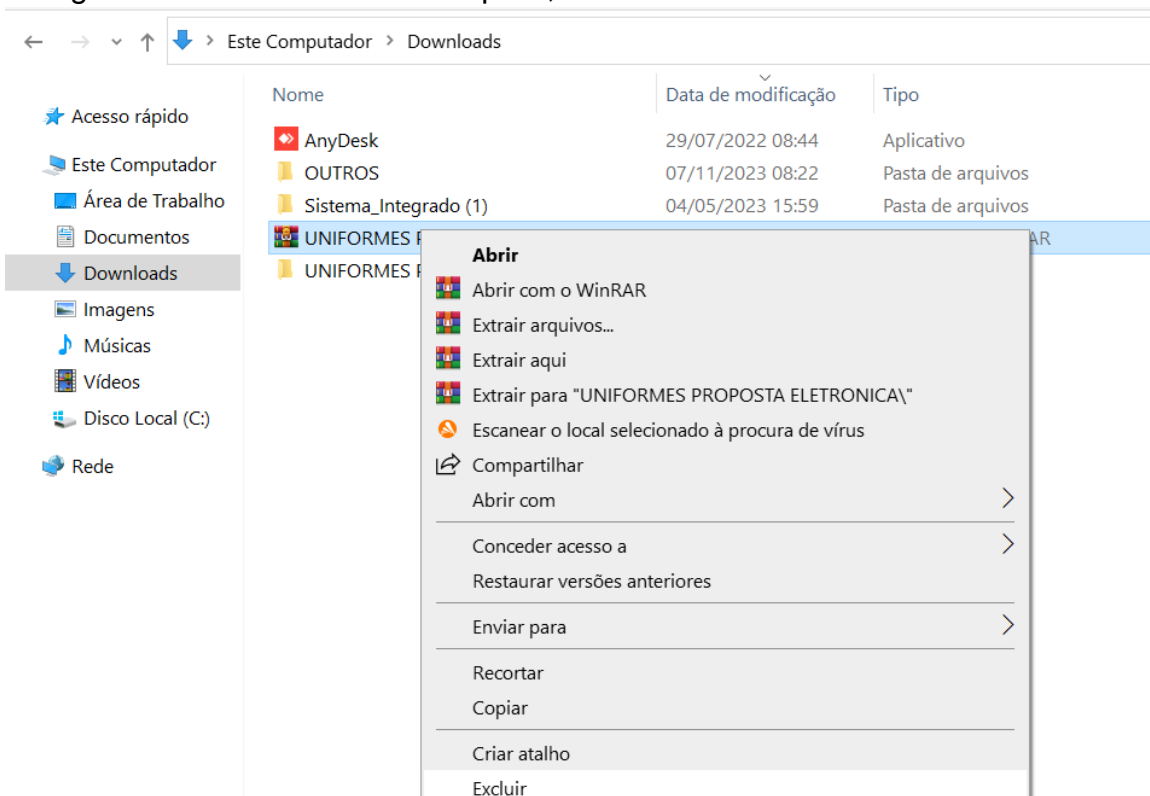 Este Computador > Downloads
Nome Data de modificação Tipo
Acesso rápido
Este Computador
Área de Trabalho
Documentos
Downloads
Imagens
Músicas
Vídeos
Disco Local (C:)
Rede
AnyDesk 29/07/2022 08:44 Aplicativo
OUTROS 07/11/2023 08:22 Pasta de arquivos
Sistema_Integrado (1) 04/05/2023 15:59 Pasta de arquivos
UNIFORMES
UNIFORMES
Abrir
Abrir com o WinRAR
Extrair arquivos...
Extrair aqui
Extrair para "UNIFORMES PROPOSTA ELETRONICA\"
Escanear o local selecionado à procura de vírus
Compartilhar
Abrir com
Conceder acesso a
Restaurar versões anteriores
Enviar para
Recortar
Copiar
Criar atalho
Excluir